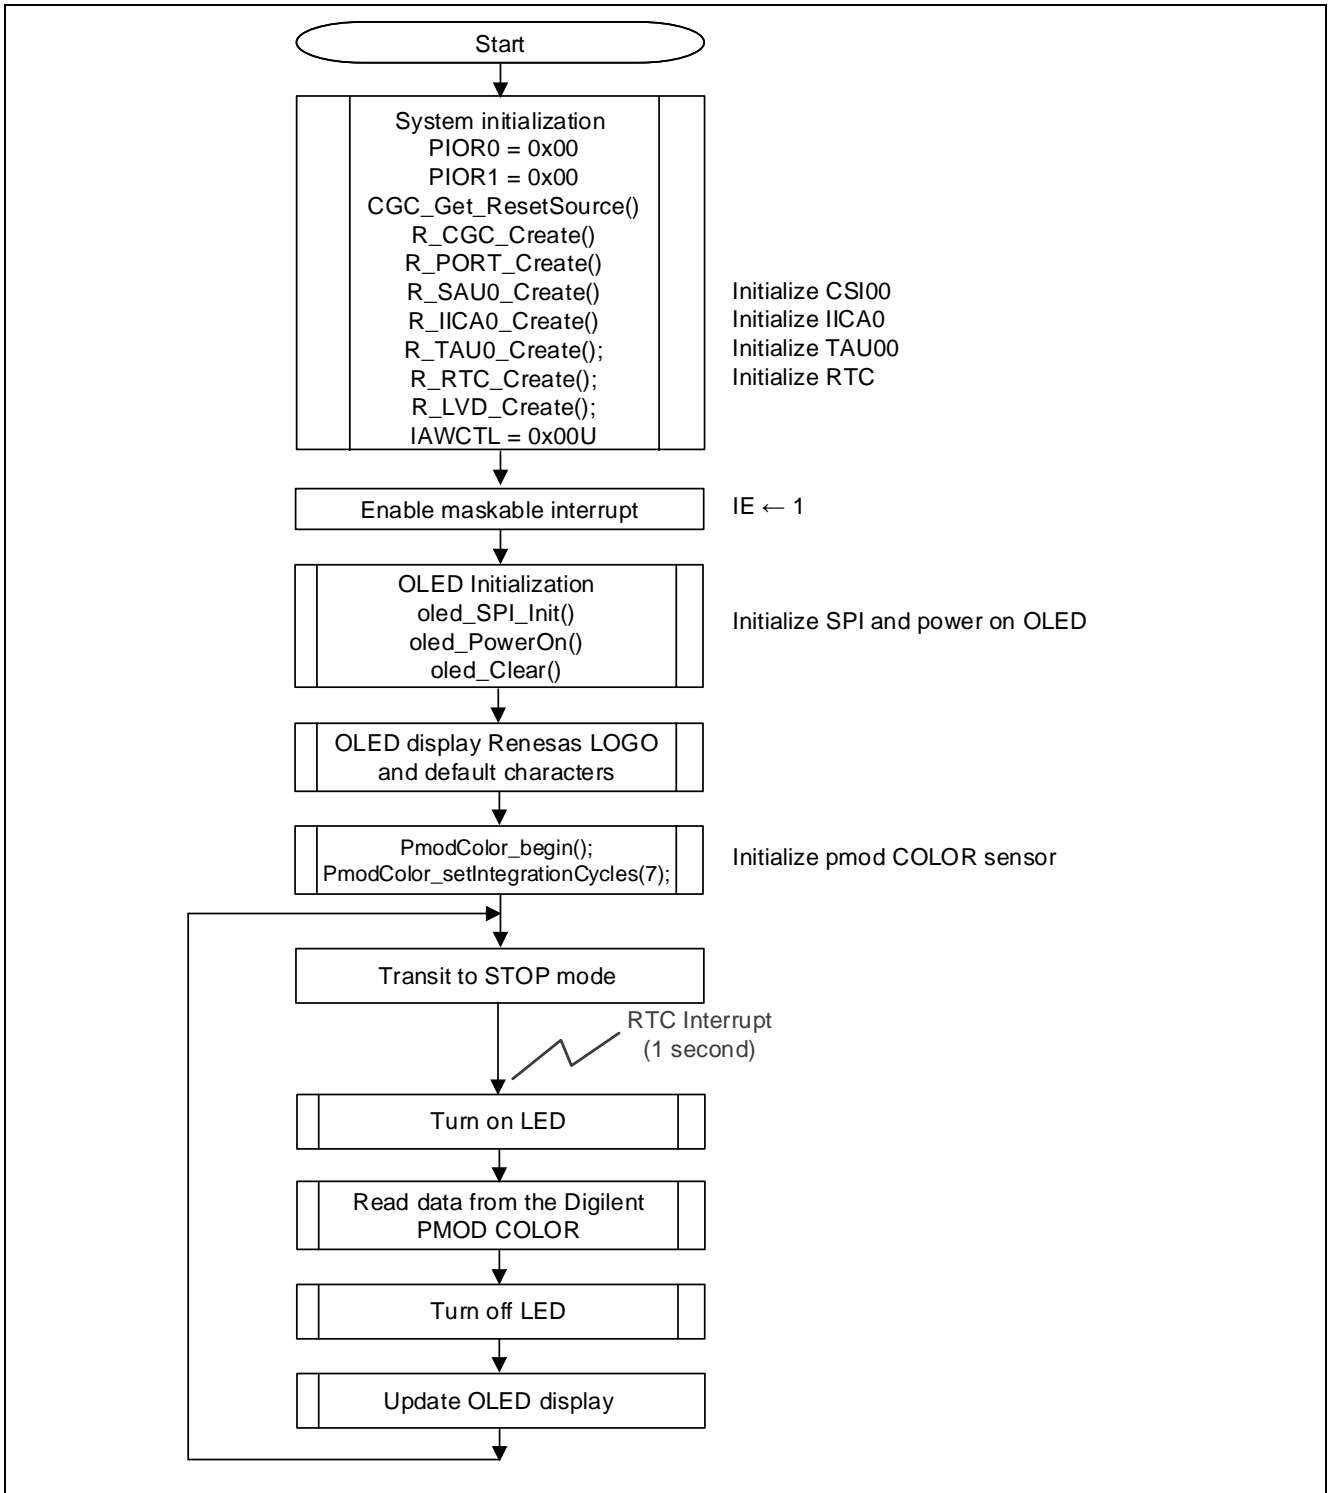 Start
System initialization
PIOR0 = 0x00
PIOR1 = 0x00
CGC_Get_ResetSource()
R_CGC_Create()
R_PORT_Create()
R_SAU0_Create()
Initialize CSI00
R_IICA0_Create()
Initialize IICA0
R_TAU0_Create();
Initialize TAU00
R_RTC_Create();
Initialize RTC
R_LVD_Create();
IAWCTL = 0x00U
Enable maskable interrupt
IE ← 1
OLED Initialization
oled_SPI_Init()
oled_PowerOn()
oled_Clear()
Initialize SPI and power on OLED
OLED display Renesas LOGO
and default characters
PmodColor_begin();
PmodColor_setIntegrationCycles(7);
Initialize pmod COLOR sensor
Transit to STOP mode
RTC Interrupt
(1 second)
Turn on LED
Read data from the Digilent
PMOD COLOR
Turn off LED
Update OLED display